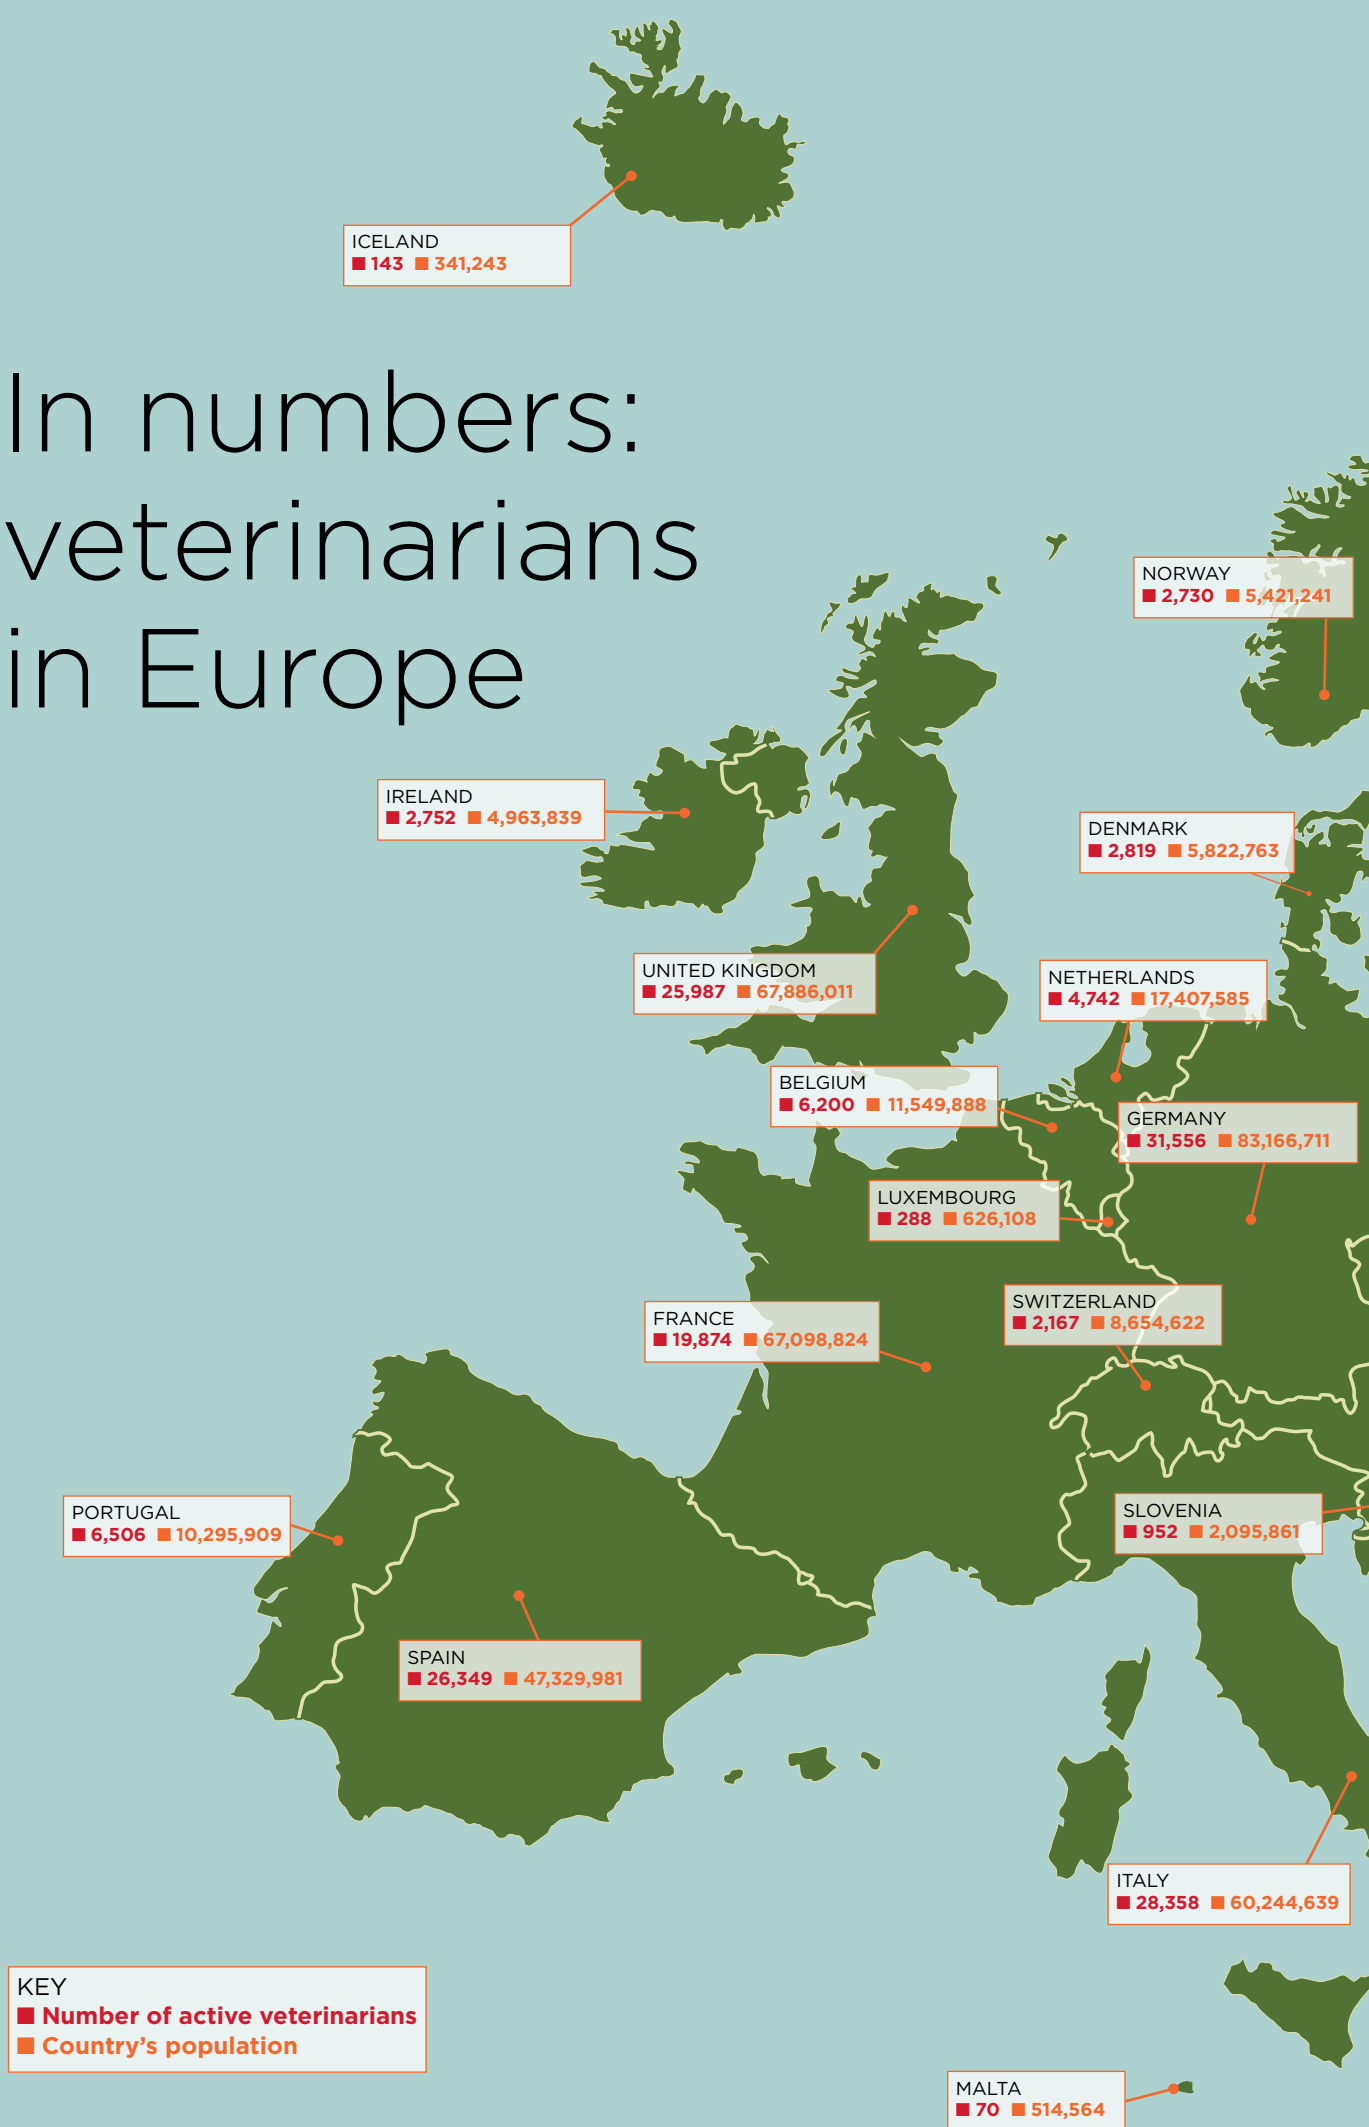 ICELAND
■ 143 ■ 341,243
In numbers:
veterinarians
in Europe
NORWAY
■ 2,730 ■ 5,421,241
IRELAND
■ 2,752 ■ 4,963,839
DENMARK
■ 2,819 ■ 5,822,763
UNITED KINGDOM
■ 25,987 ■ 67,886,011
NETHERLANDS
■ 4,742 ■ 17,407,585
BELGIUM
■ 6,200 ■ 11,549,888
GERMANY
■ 31,556 ■ 83,166,711
LUXEMBOURG
■ 288 ■ 626,108
SWITZERLAND
■ 2,167 ■ 8,654,622
FRANCE
■ 19,874 ■ 67,098,824
PORTUGAL
■ 6,506 ■ 10,295,909
SLOVENIA
■ 952 ■ 2,095,861
SPAIN
■ 26,349 ■ 47,329,981
ITALY
■ 28,358 ■ 60,244,639
KEY
■ Number of active veterinarians
■ Country’s population
MALTA
■ 70 ■ 514,564